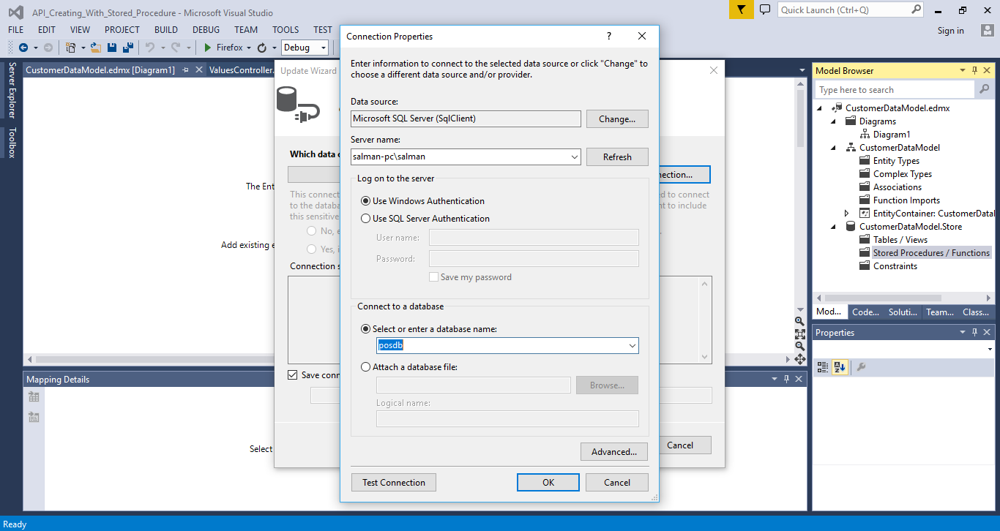 API_Creating_With_Stored_Procedure - Microsoft Visual Studio
Quick Launch (Ctrl+Q)
FILE EDIT VIEW PROJECT BUILD DEBUG TEAM TOOLS TEST
Sign in
Firefox
Debug
Server Explorer
Toolbox
CustomerDataModel.edmx [Diagram1]
ValuesController.
Update Wizard
Which data
This connect
to the databa
this sensitive
No,
Yes,
Connection
Save conn
nection...
ed to connect
nt to include
Cancel
The Ent
Add existing
Mapping Details
Select
Connection Properties
?
Enter information to connect to the selected data source or click "Change" to
choose a different data source and/or provider.
Data source:
Microsoft SQL Server (SqlClient)
Change...
Server name:
salman-pc\salman
Refresh
Log on to the server
Use Windows Authentication
Use SQL Server Authentication
User name:
Password:
Save my password
Connect to a database
Select or enter a database name:
posdb
Attach a database file:
Browse...
Logical name:
Advanced...
Test Connection
OK
Cancel
Model Browser
Type here to search
CustomerDataModel.edmx
Diagrams
Diagram1
CustomerDataModel
Entity Types
Complex Types
Associations
Function Imports
EntityContainer: CustomerDatal
CustomerDataModel.Store
Tables / Views
Stored Procedures / Functions
Constraints
Mod... Code... Soluti... Team... Class...
Properties
Ready